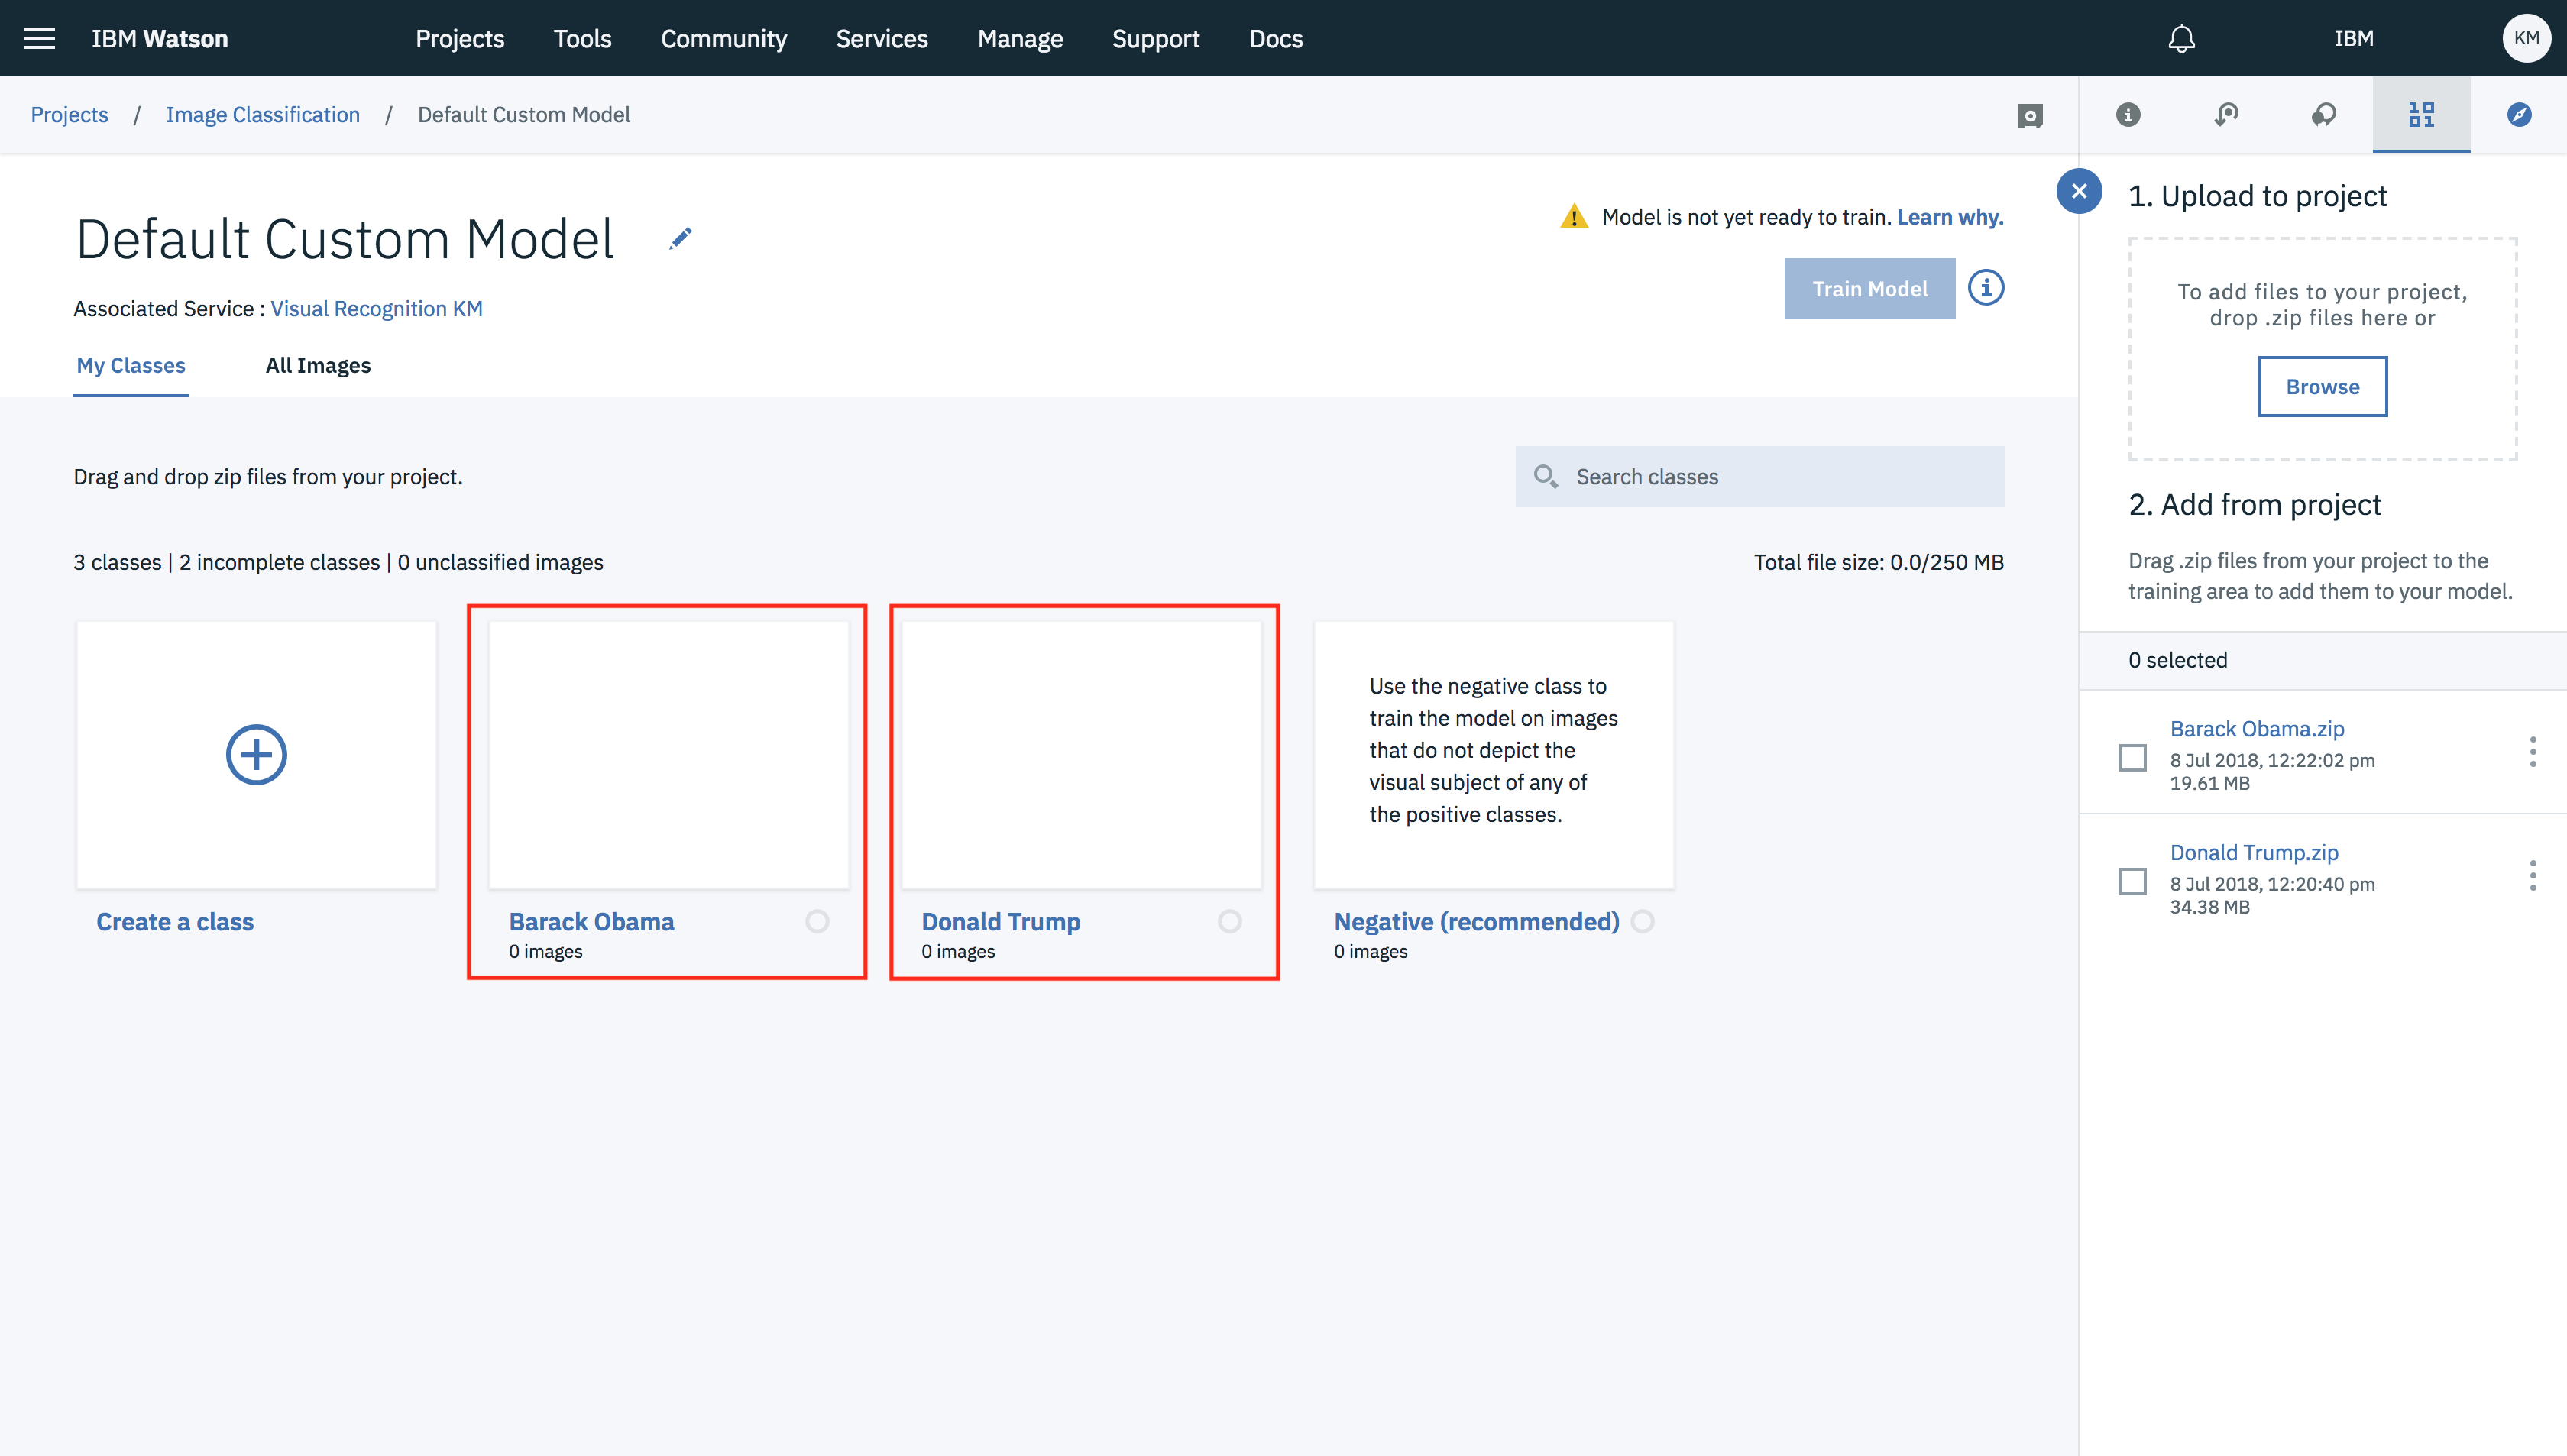 IBM Watson
Projects
Tools
Community
Services
Manage
Support
Docs
IBM
KM
Projects / Image Classification / Default Custom Model
Default Custom Model
Associated Service : Visual Recognition KM
Model is not yet ready to train. Learn why.
Train Model
My Classes
All Images
Drag and drop zip files from your project.
Search classes
3 classes | 2 incomplete classes | 0 unclassified images
Total file size: 0.0/250 MB
Create a class
Barack Obama
0 images
Donald Trump
0 images
Use the negative class to
train the model on images
that do not depict the
visual subject of any of
the positive classes.
Negative (recommended)
0 images
1. Upload to project
To add files to your project,
drop .zip files here or
Browse
2. Add from project
Drag .zip files from your project to the
training area to add them to your model.
0 selected
Barack Obama.zip
8 Jul 2018, 12:22:02 pm
19.61 MB
Donald Trump.zip
8 Jul 2018, 12:20:40 pm
34.38 MB